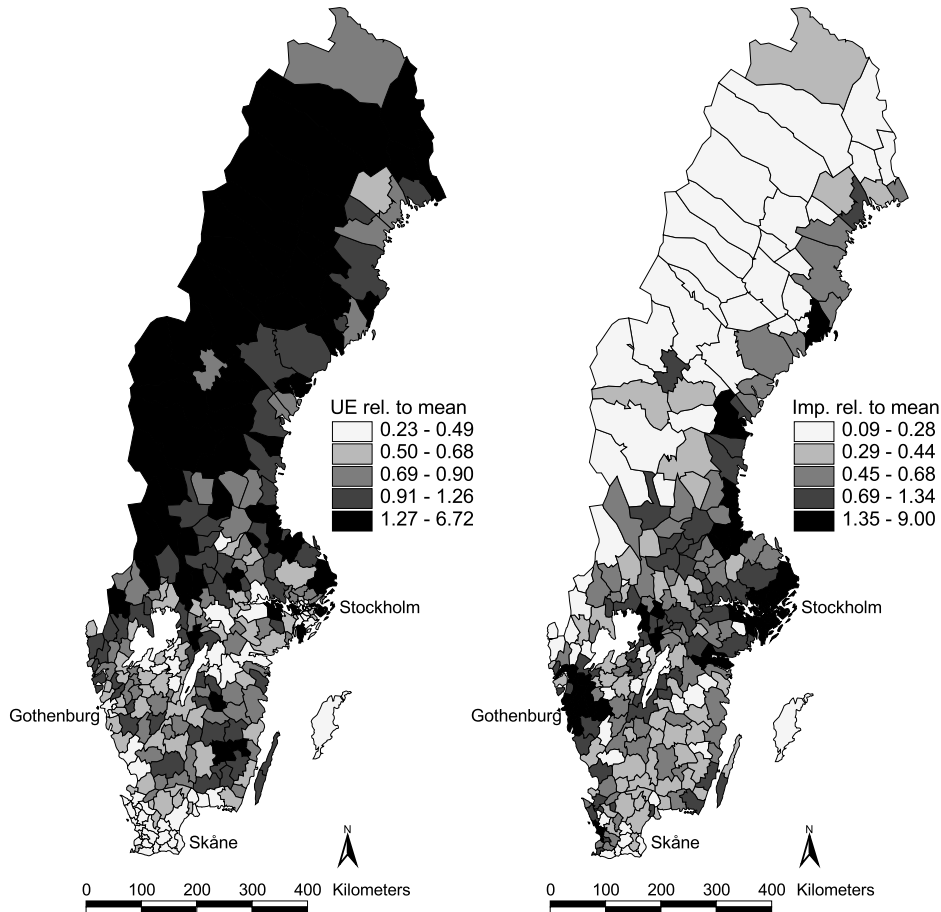 UE rel. to mean
0.23 - 0.49
0.50 - 0.68
0.69 - 0.90
0.91 - 1.26
1.27 - 6.72
Stockholm
Gothenburg
Skåne
N
0 100 200 300 400 Kilometers
Imp. rel. to mean
0.09 - 0.28
0.29 - 0.44
0.45 - 0.68
0.69 - 1.34
1.35 - 9.00
Stockholm
Gothenburg
Skåne
N
0 100 200 300 400 Kilometers